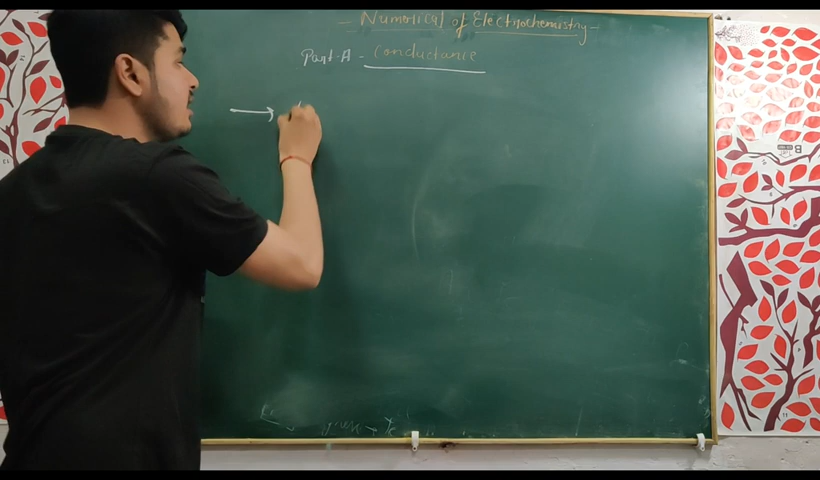 - Numerical of Electrochemistry -
Part-A - Conductance
→